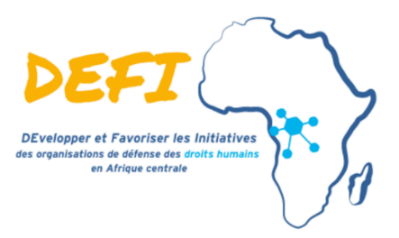 DEFI
DEvelopper et Favoriser les Initiatives
des organisations de défense des droits humains
en Afrique centrale